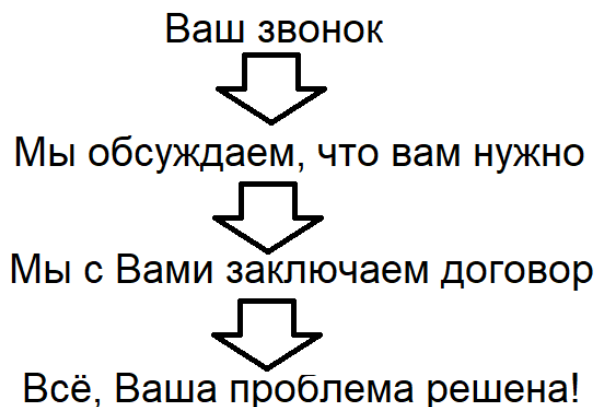 Ваш звонок
Мы обсуждаем, что вам нужно
Мы с Вами заключаем договор
Всё, Ваша проблема решена!